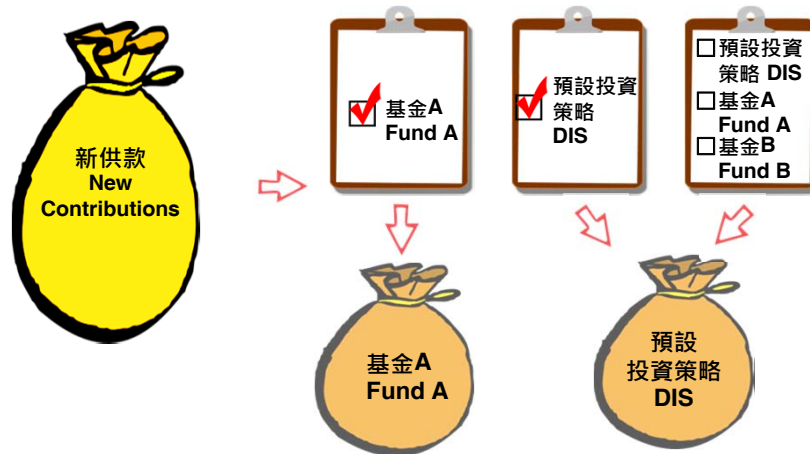 新供款
New
Contributions
基金A
Fund A
預設投資
策略
DIS
預設投資
策略 DIS
基金A
Fund A
基金B
Fund B
基金A
Fund A
預設
投資策略
DIS